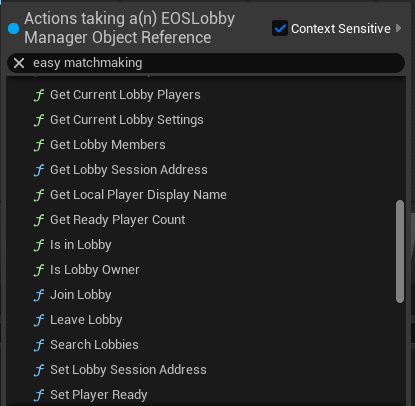 Actions taking a(n) EOSLobby
Manager Object Reference
Context Sensitive
easy matchmaking
Get Current Lobby Players
Get Current Lobby Settings
Get Lobby Members
Get Lobby Session Address
Get Local Player Display Name
Get Ready Player Count
Is in Lobby
Is Lobby Owner
Join Lobby
Leave Lobby
Search Lobbies
Set Lobby Session Address
Set Player Ready